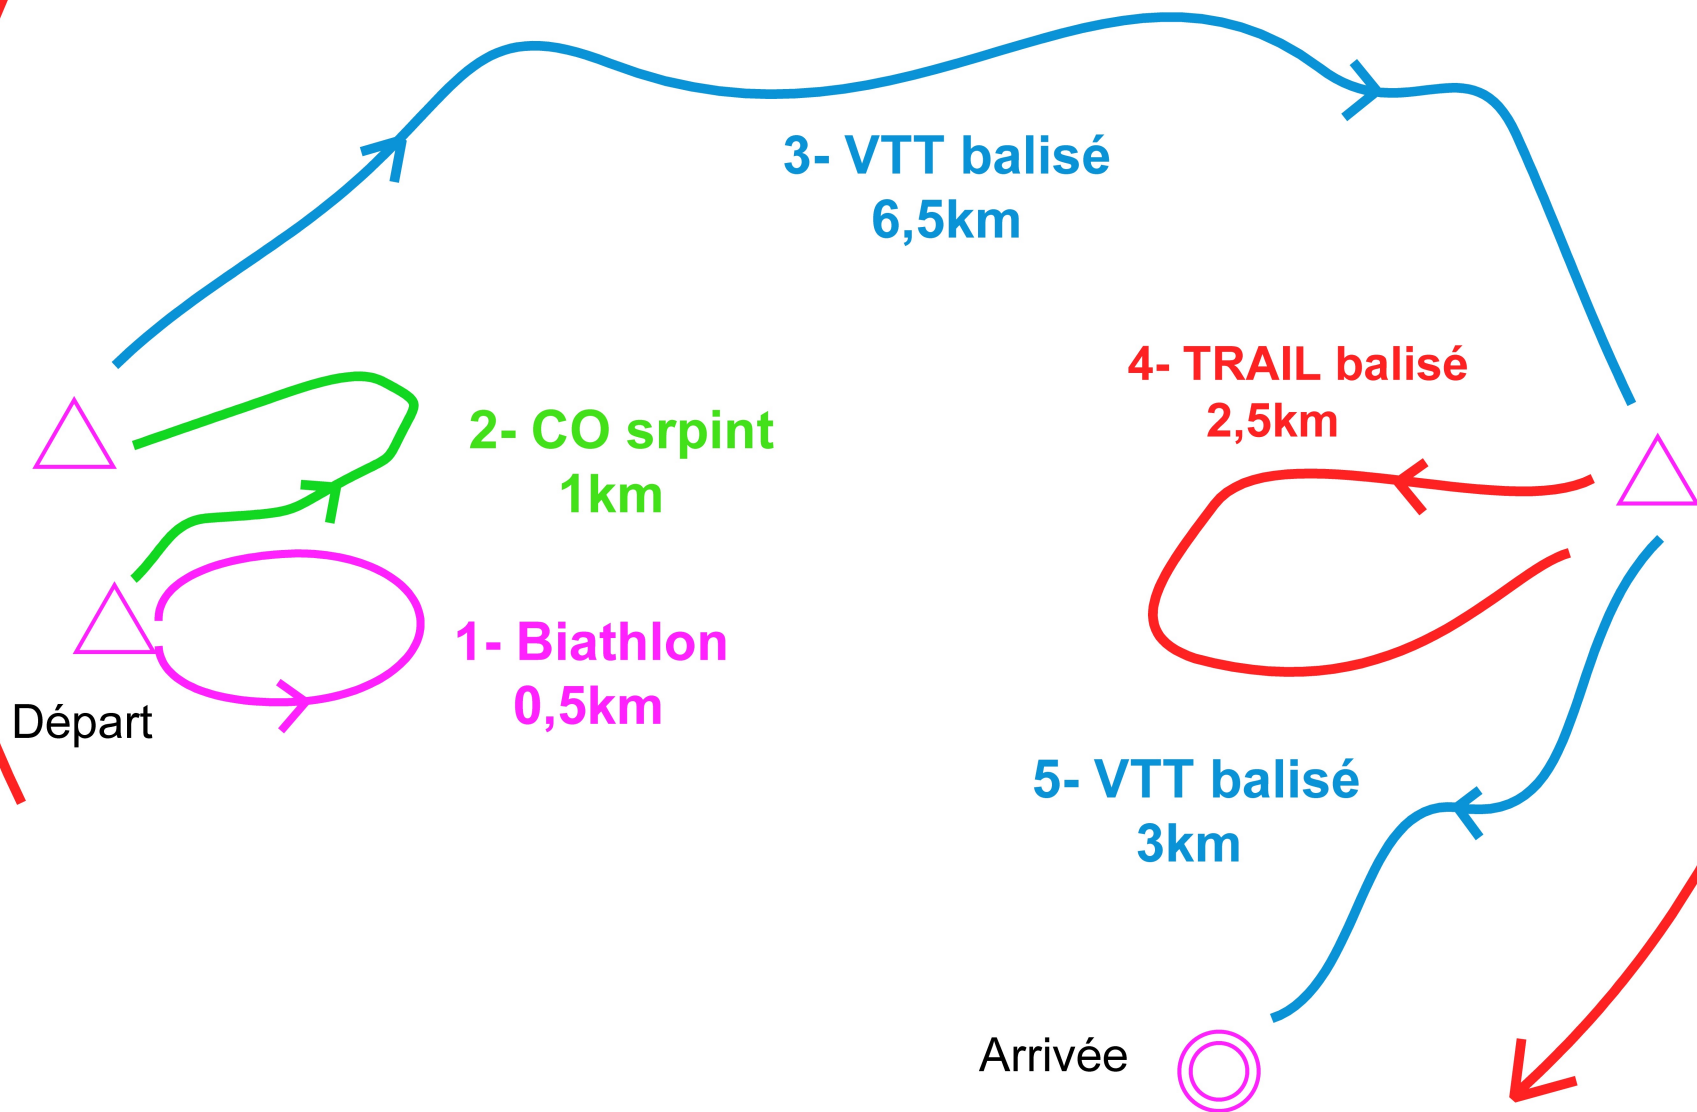 3- VTT balisé
6,5km
4- TRAIL balisé
2,5km
2- CO srpint
1km
1- Biathlon
0,5km
Départ
5- VTT balisé
3km
Arrivée